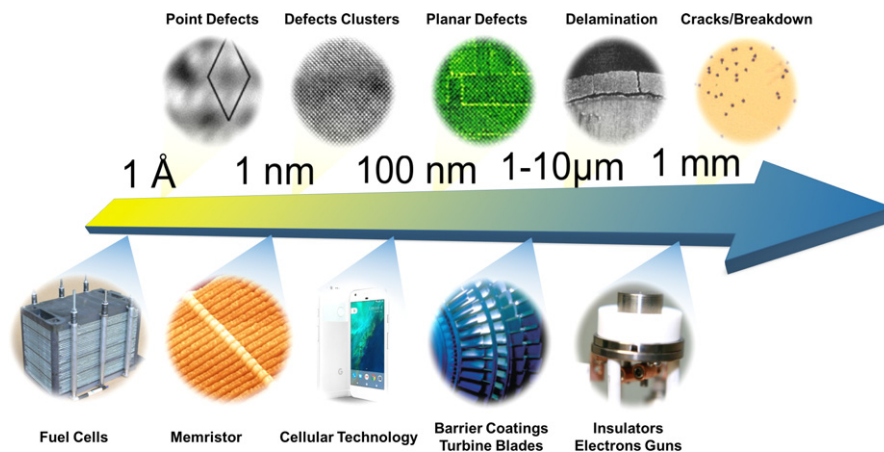 Point Defects
Defects Clusters
Planar Defects
Delamination
Cracks/Breakdown
1 Å
1 nm
100 nm
1-10µm
1 mm
Fuel Cells
Memristor
Cellular Technology
Barrier Coatings
Turbine Blades
Insulators
Electrons Guns